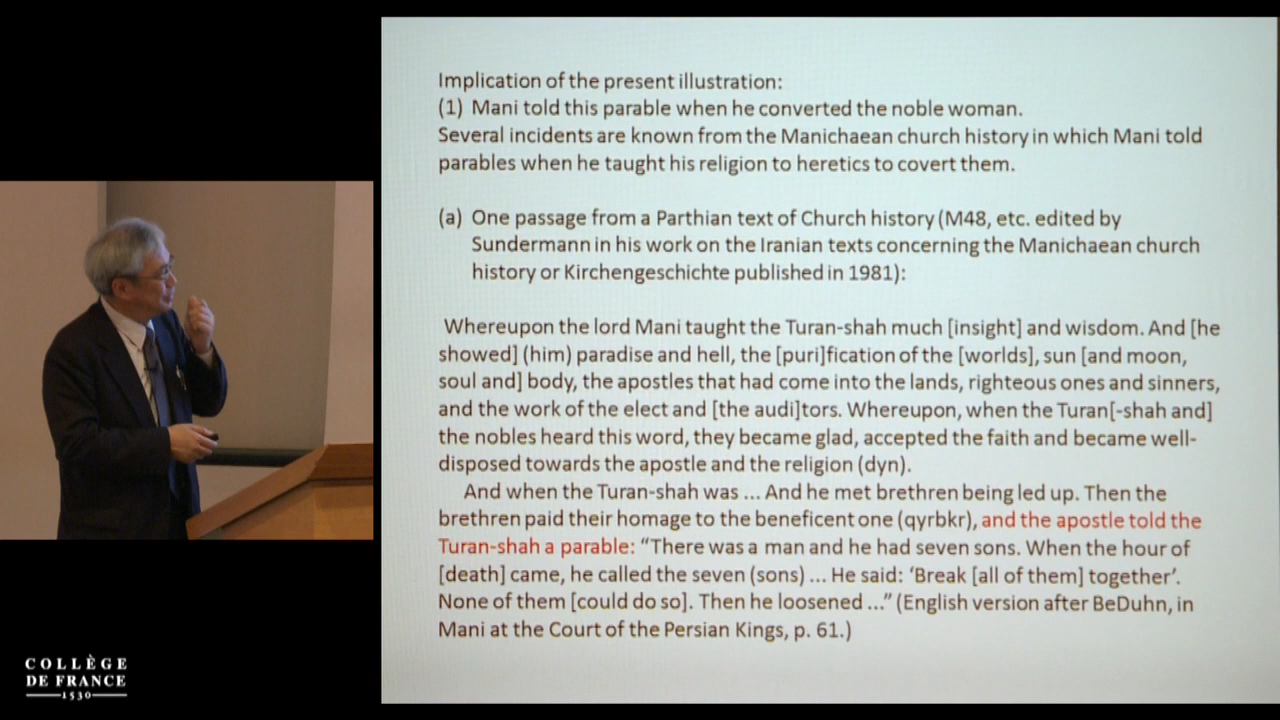 Implication of the present illustration:
(1) Mani told this parable when he converted the noble woman.
Several incidents are known from the Manichaean church history in which Mani told
parables when he taught his religion to heretics to covert them.
(a) One passage from a Parthian text of Church history (M48, etc. edited by
Sundermann in his work on the Iranian texts concerning the Manichaean church
history or Kirchengeschichte published in 1981):
Whereupon the lord Mani taught the Turan-shah much [insight] and wisdom. And [he
showed] (him) paradise and hell, the [puri]fication of the [worlds], sun [and moon,
soul and] body, the apostles that had come into the lands, righteous ones and sinners,
and the work of the elect and [the audi]tors. Whereupon, when the Turan[-shah and]
the nobles heard this word, they became glad, accepted the faith and became well-
disposed towards the apostle and the religion (dyn).
And when the Turan-shah was ... And he met brethren being led up. Then the
brethren paid their homage to the beneficent one (qyrbkr), and the apostle told the
Turan-shah a parable: “There was a man and he had seven sons. When the hour of
[death] came, he called the seven (sons) ... He said: ‘Break [all of them] together’.
None of them [could do so]. Then he loosened ...” (English version after BeDuhn, in
Mani at the Court of the Persian Kings, p. 61.)
COLLÈGE
DE FRANCE
1530